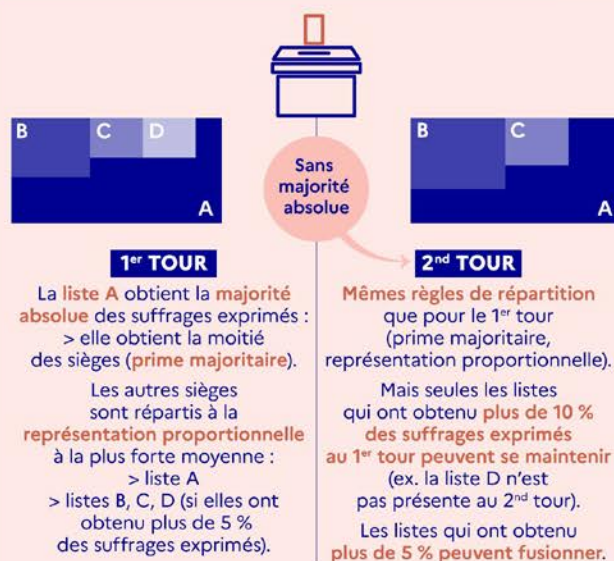 B
C
D
A
Sans
majorité
absolue
B
C
A
1er TOUR
La liste A obtient la majorité
absolue des suffrages exprimés :
> elle obtient la moitié
des sièges (prime majoritaire).
Les autres sièges
sont répartis à la
représentation proportionnelle
à la plus forte moyenne :
> liste A
> listes B, C, D (si elles ont
obtenu plus de 5 %
des suffrages exprimés).
2nd TOUR
Mêmes règles de répartition
que pour le 1er tour
(prime majoritaire,
représentation proportionnelle).
Mais seules les listes
qui ont obtenu plus de 10 %
des suffrages exprimés
au 1er tour peuvent se maintenir
(ex. la liste D n'est
pas présente au 2nd tour).
Les listes qui ont obtenu
plus de 5 % peuvent fusionner.